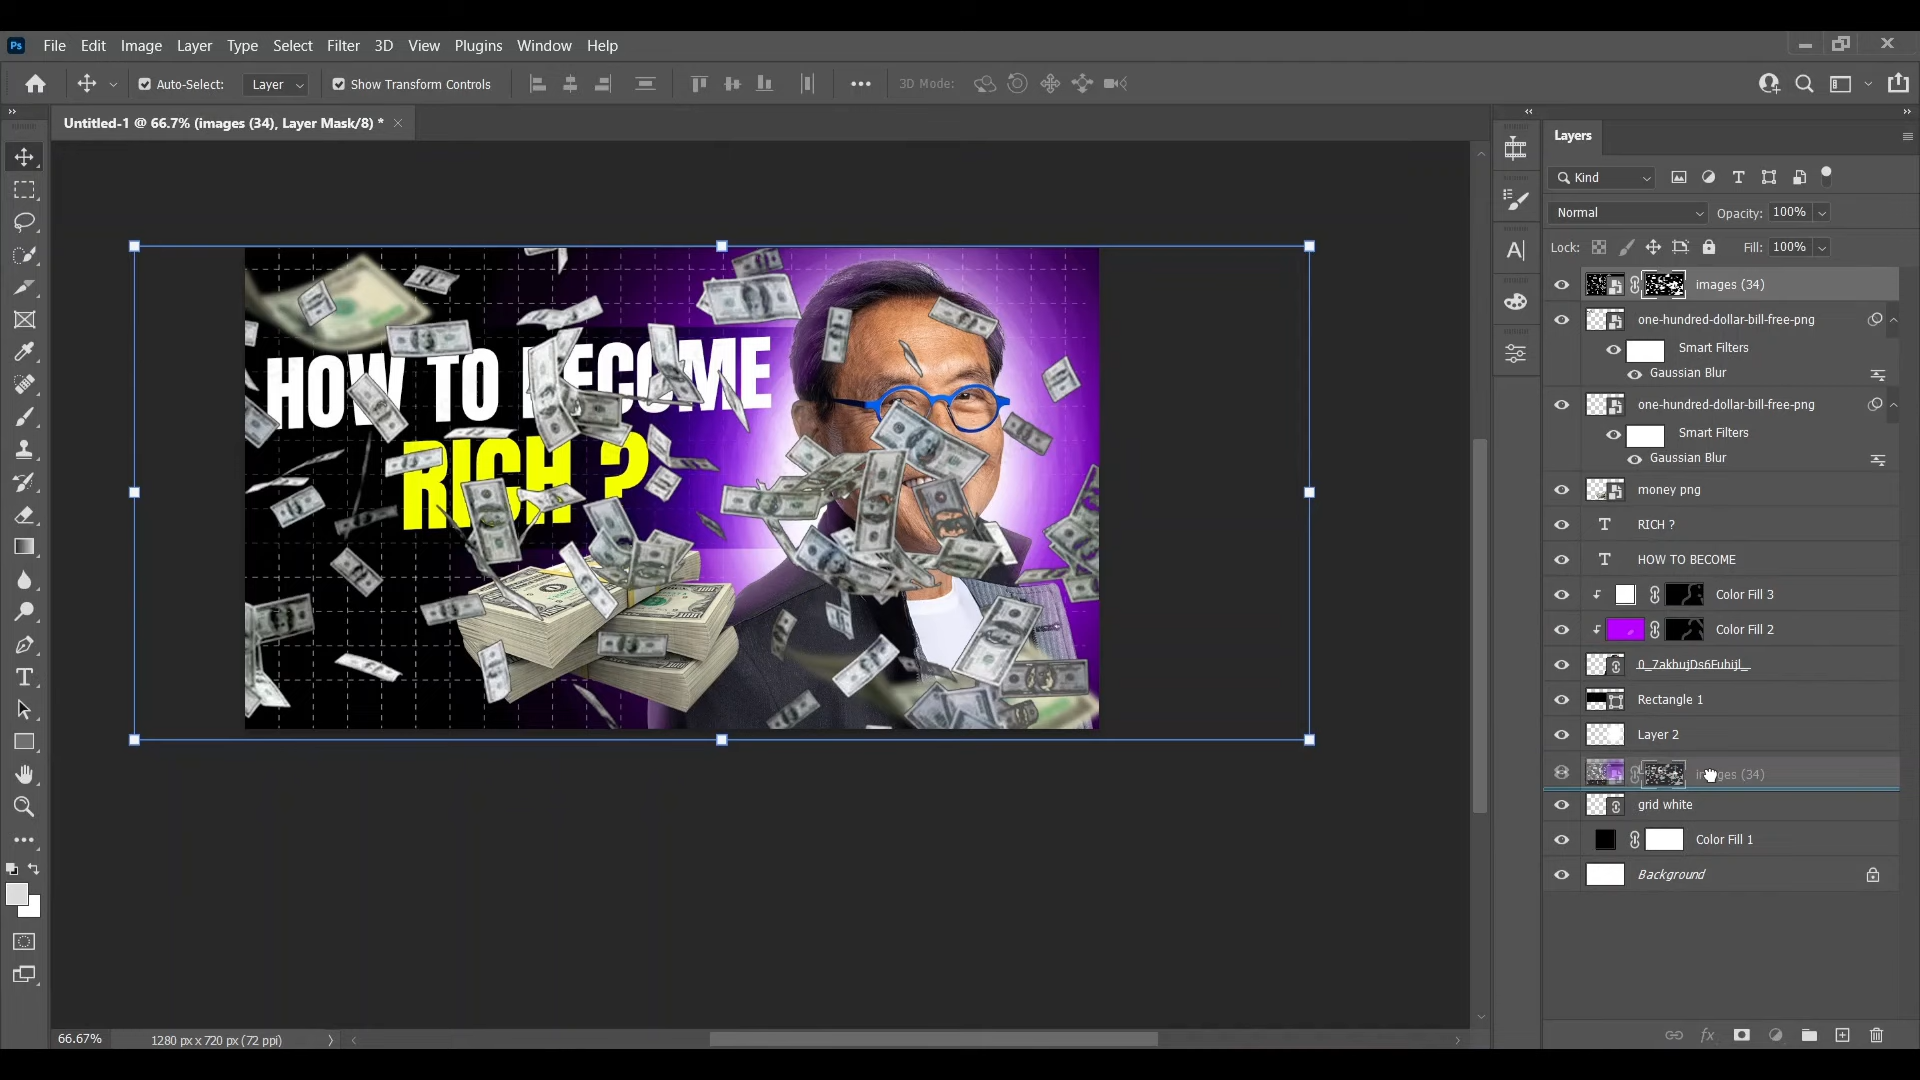 Ps File Edit Image Layer Type Select Filter 3D View Plugins Window Help
Auto-Select: Layer Show Transform Controls 3D Mode:
Untitled-1 @ 66.7% (images (34), Layer Mask/8) *
HOW TO BECOME
RICH ?
Layers
Kind
Normal Opacity: 100%
Lock: Fill: 100%
images (34)
one-hundred-dollar-bill-free-png
Smart Filters
Gaussian Blur
one-hundred-dollar-bill-free-png
Smart Filters
Gaussian Blur
money png
RICH ?
HOW TO BECOME
Color Fill 3
Color Fill 2
Rectangle 1
Layer 2
images (34)
grid white
Color Fill 1
Background
66.67% 1280 px x 720 px (72 ppi)